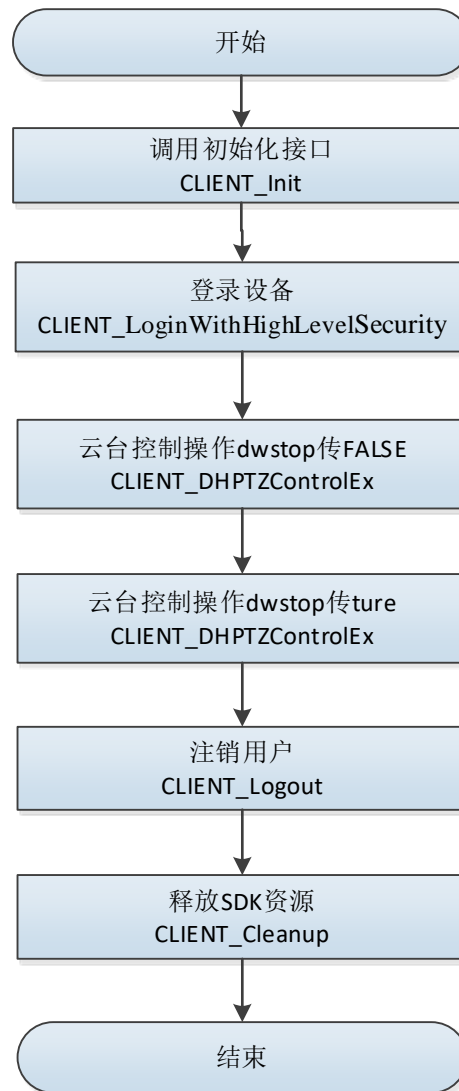 开始
调用初始化接口
CLIENT_Init
登录设备
CLIENT_LoginWithHighLevelSecurity
云台控制操作dwstop传FALSE
CLIENT_DHPTZControlEx
云台控制操作dwstop传ture
CLIENT_DHPTZControlEx
注销用户
CLIENT_Logout
释放SDK资源
CLIENT_Cleanup
结束